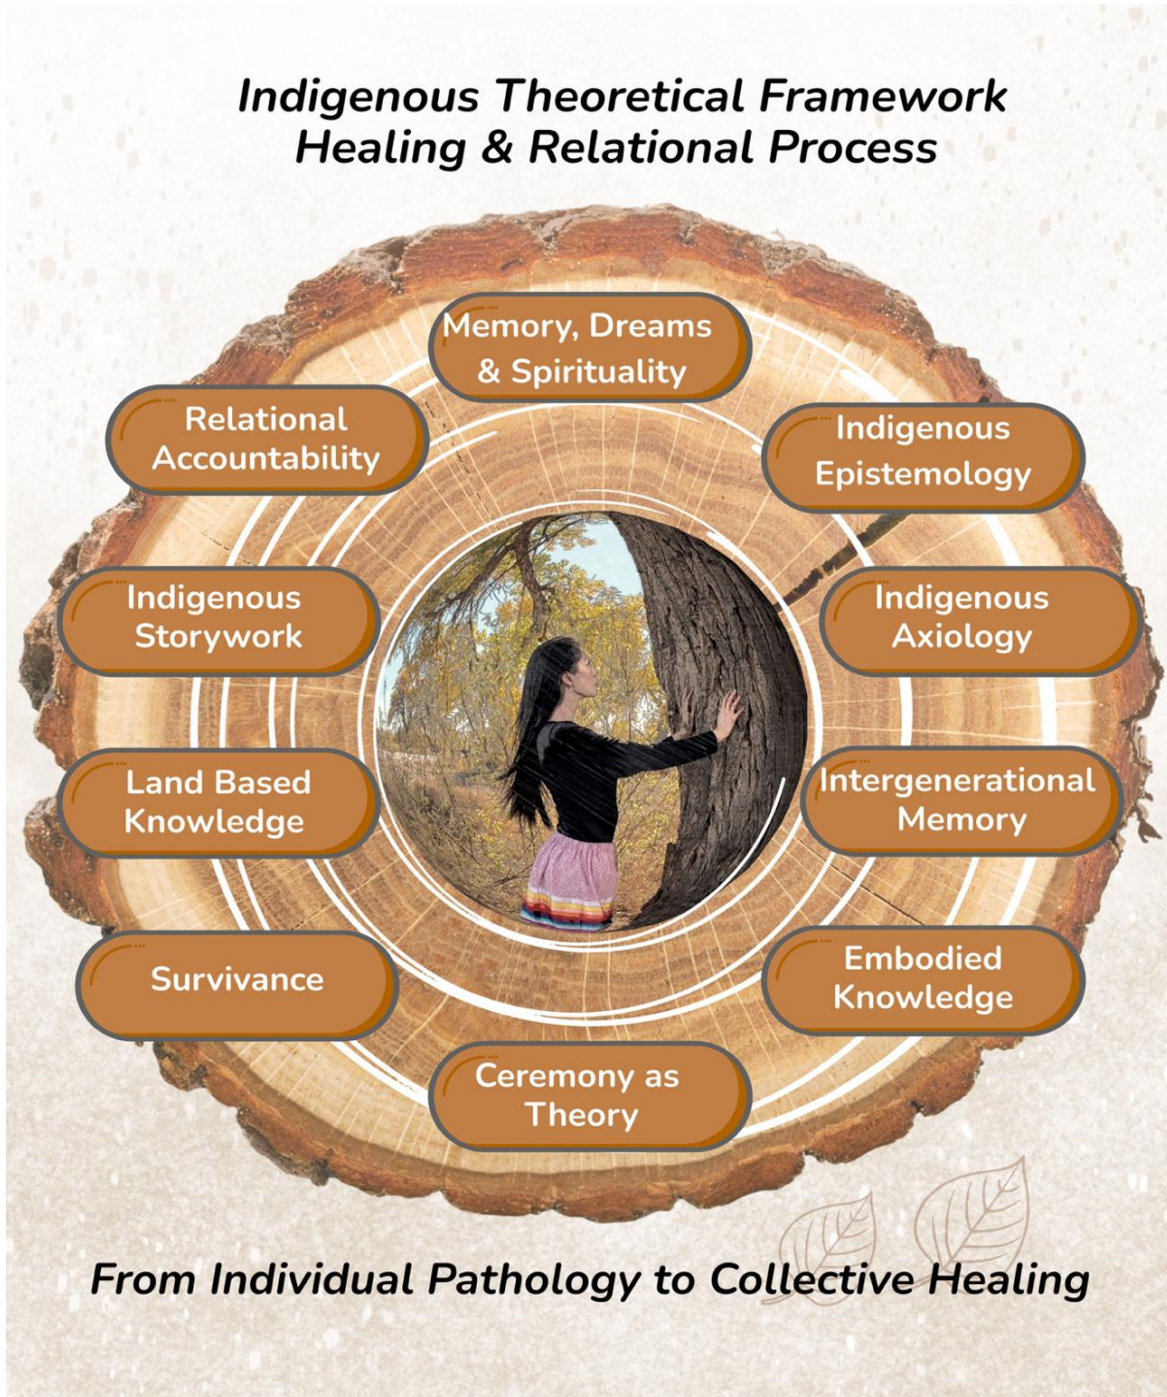 Indigenous Theoretical Framework
Healing & Relational Process
Memory, Dreams
& Spirituality
Relational
Accountability
Indigenous
Epistemology
Indigenous
Storywork
Indigenous
Axiology
Land Based
Knowledge
Intergenerational
Memory
Survivance
Embodied
Knowledge
Ceremony as
Theory
From Individual Pathology to Collective Healing